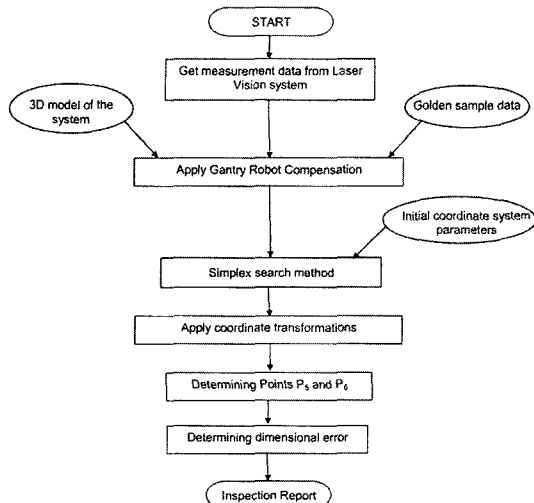 START
Get measurement data from Laser
Vision system
3D model of the
system
Golden sample data
Apply Gantry Robot Compensation
Initial coordinate system
parameters
Simplex search method
Apply coordinate transformations
Determining Points P5 and P6
Determining dimensional error
Inspection Report